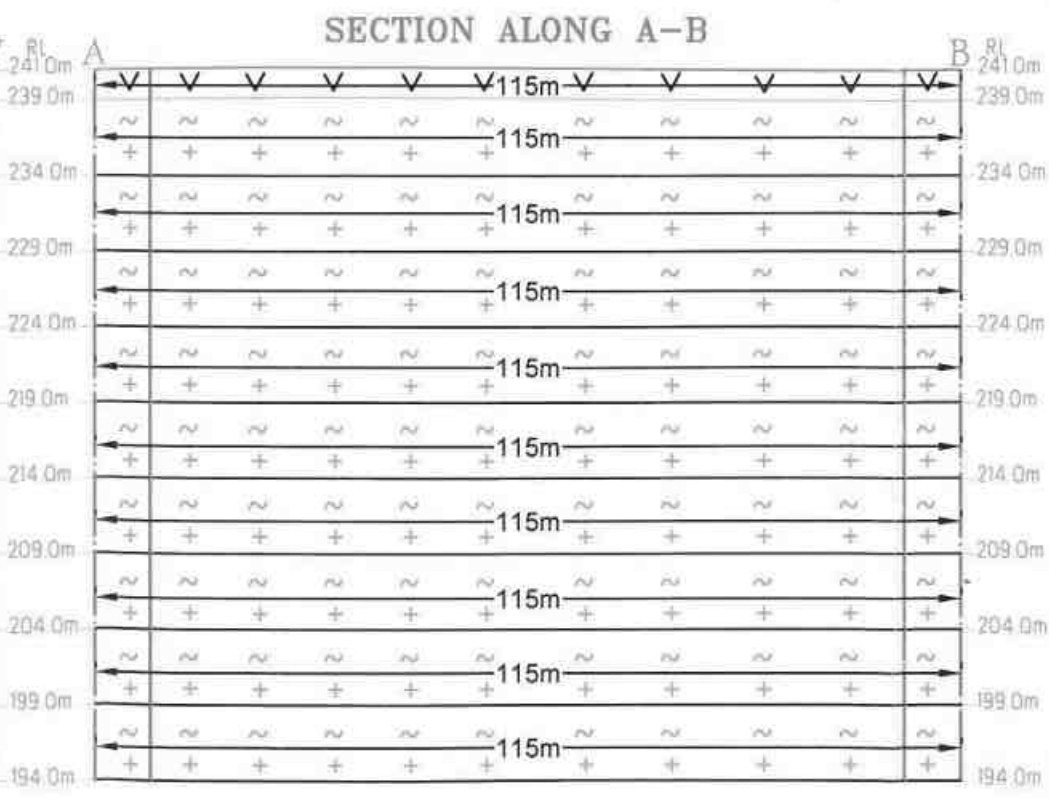 SECTION ALONG A-B
RL A B RL
241.0m 241.0m
115m
239.0m 239.0m
115m
234.0m 234.0m
115m
229.0m 229.0m
115m
224.0m 224.0m
115m
219.0m 219.0m
115m
214.0m 214.0m
115m
209.0m 209.0m
115m
204.0m 204.0m
115m
199.0m 199.0m
115m
194.0m 194.0m